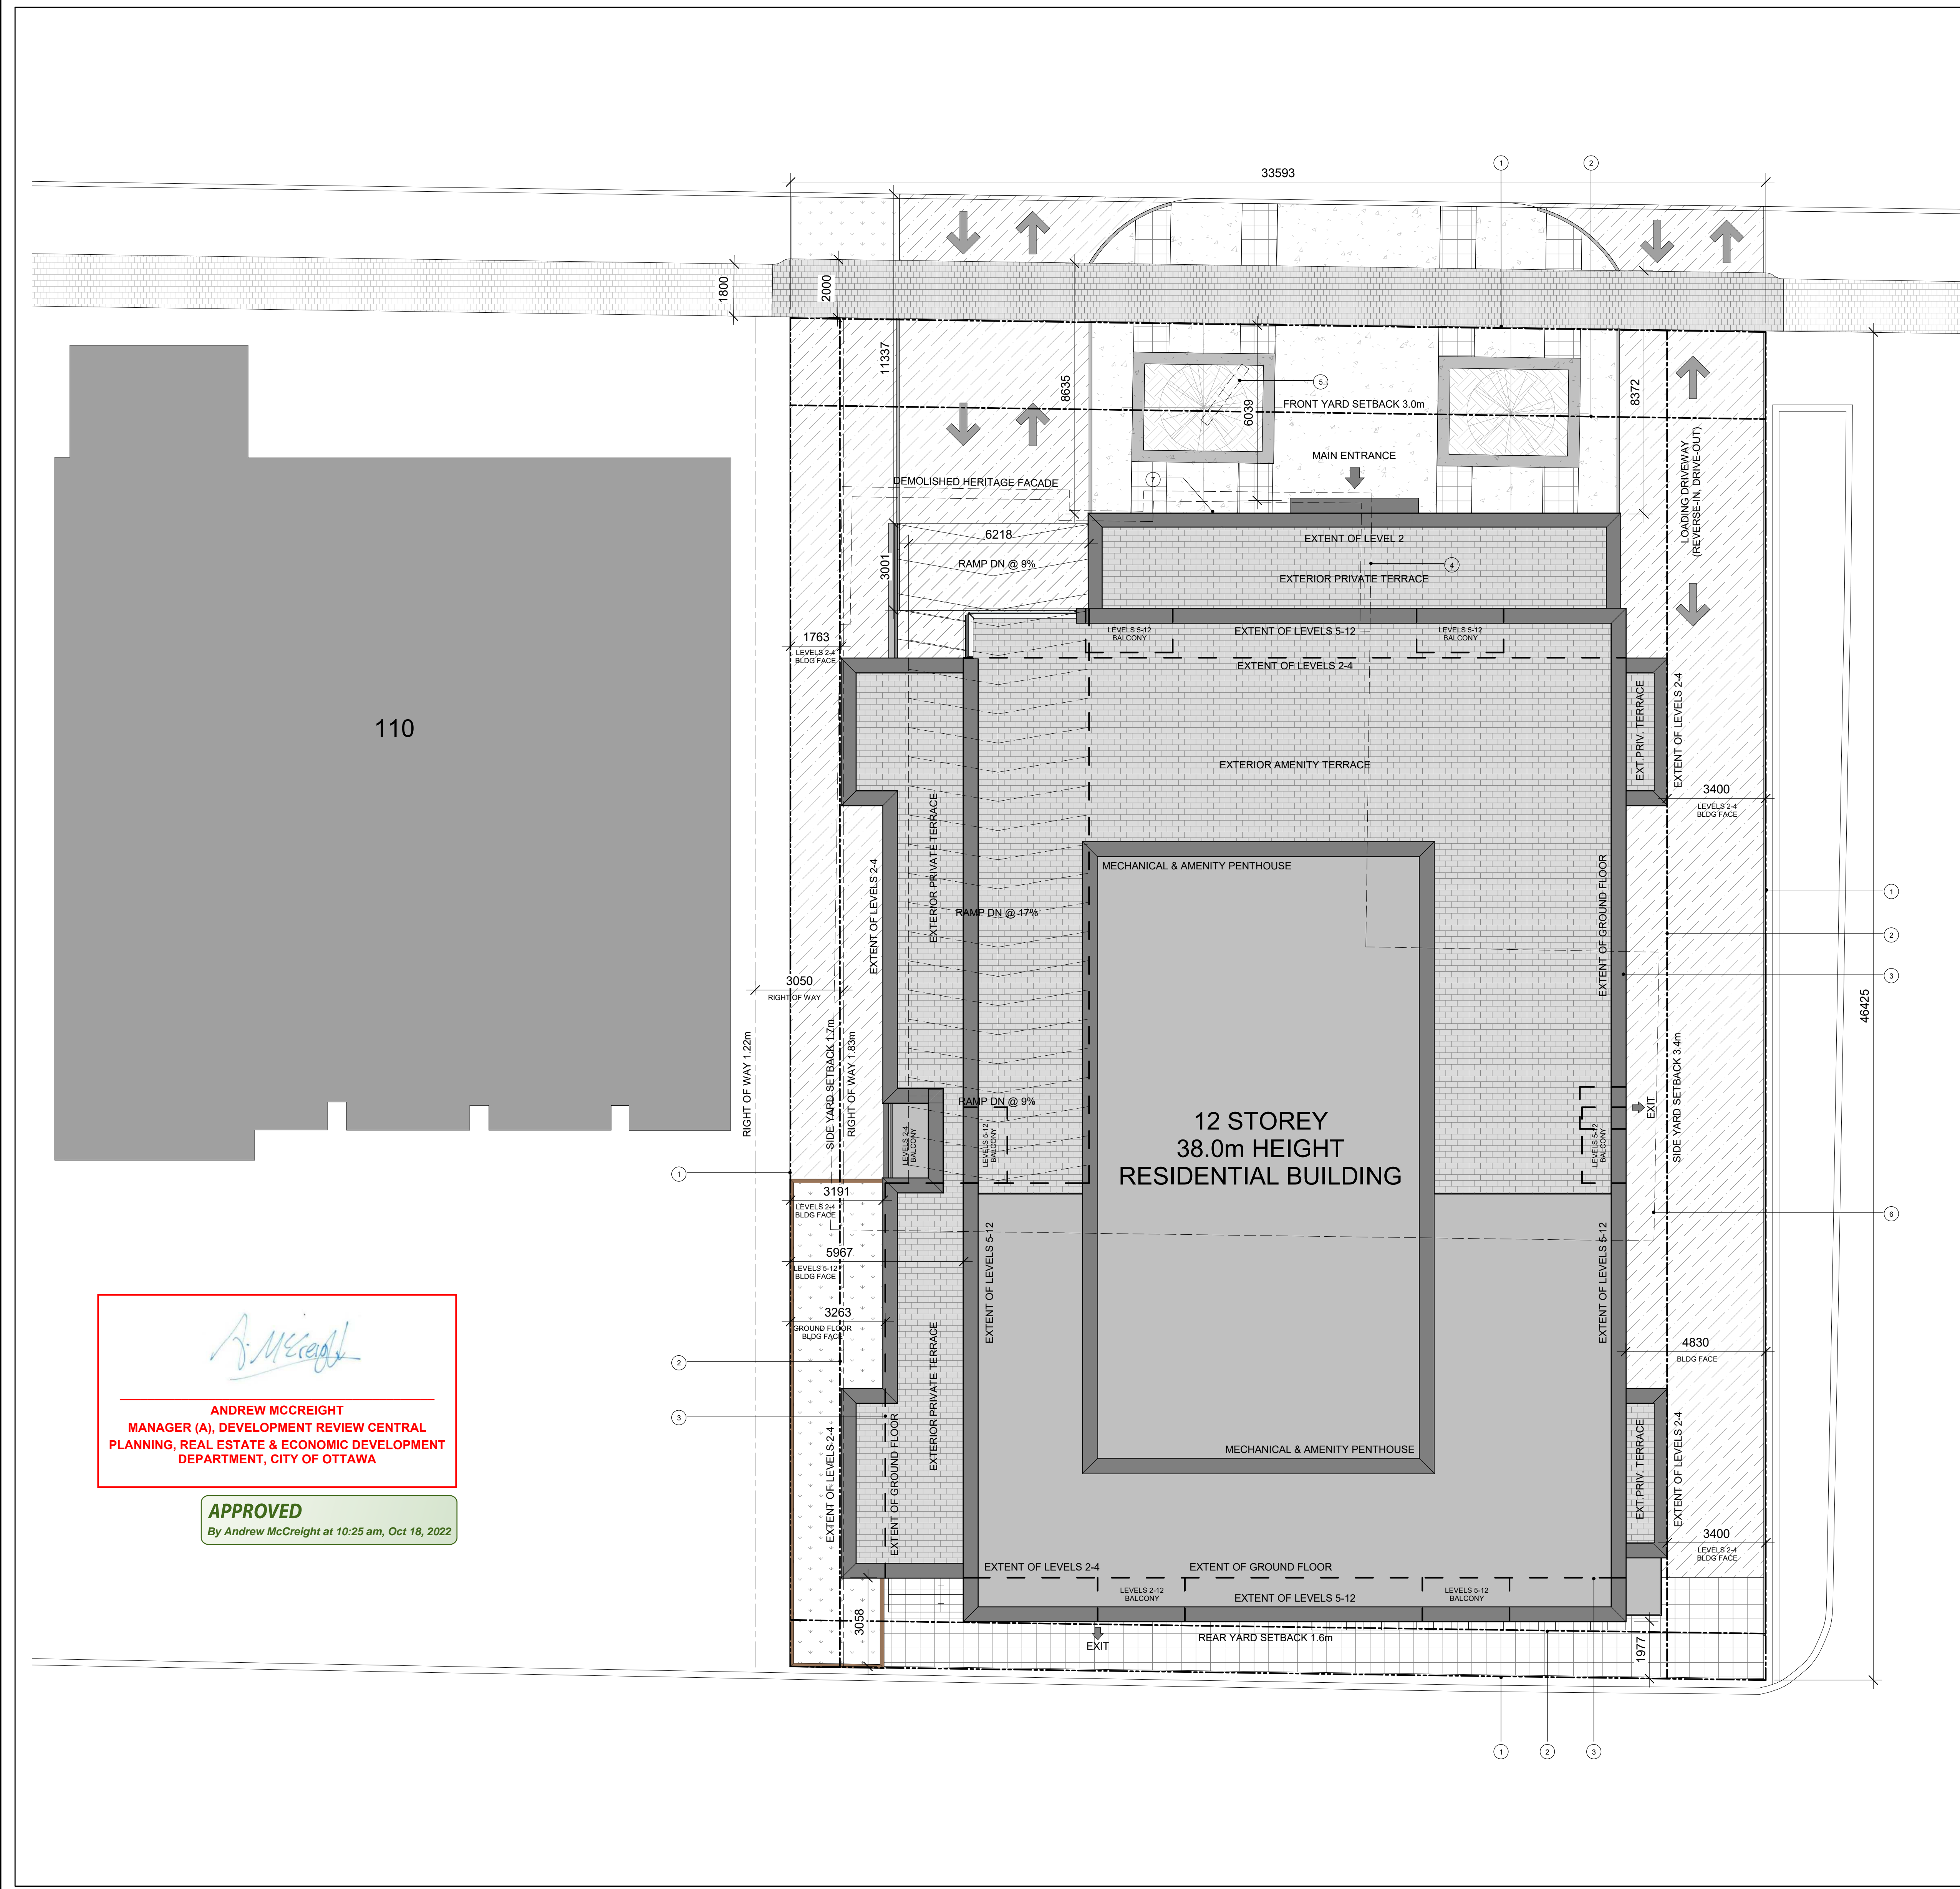 1
2
33593
1800
2000
11337
8635
5
6039
FRONT YARD SETBACK 3.0m
8372
MAIN ENTRANCE
LOADING DRIVEWAY
(REVERSE-IN, DRIVE-OUT)
DEMOLISHED HERITAGE FACADE
7
6218
EXTENT OF LEVEL 2
3001
RAMP DN @ 9%
4
EXTERIOR PRIVATE TERRACE
1763
LEVELS 2-4
BLDG FACE
LEVELS 5-12
BALCONY
EXTENT OF LEVELS 5-12
LEVELS 5-12
BALCONY
EXTENT OF LEVELS 2-4
110
EXT.PRIV. TERRACE
EXTENT OF LEVELS 2-4
EXTERIOR AMENITY TERRACE
3400
LEVELS 2-4
BLDG FACE
EXTENT OF LEVELS 2-4
EXTERIOR PRIVATE TERRACE
MECHANICAL & AMENITY PENTHOUSE
EXTENT OF GROUND FLOOR
1
RAMP DN @ 17%
2
3
3050
RIGHT OF WAY
46425
RIGHT OF WAY 1.22m
SIDE YARD SETBACK 1.7m
RIGHT OF WAY 1.83m
SIDE YARD SETBACK 3.4m
RAMP DN @ 9%
LEVELS 2-4
BALCONY
LEVELS 5-12
BALCONY
12 STOREY
38.0m HEIGHT
RESIDENTIAL BUILDING
LEVELS 5-12
BALCONY
EXIT
1
3191
LEVELS 2-4
BLDG FACE
6
5967
LEVELS 5-12
BLDG FACE
EXTENT OF LEVELS 5-12
EXTENT OF LEVELS 5-12
3263
GROUND FLOOR
BLDG FACE
EXTERIOR PRIVATE TERRACE
4830
BLDG FACE
2
3
A. McCreight
ANDREW MCCREIGHT
MANAGER (A), DEVELOPMENT REVIEW CENTRAL
PLANNING, REAL ESTATE & ECONOMIC DEVELOPMENT
DEPARTMENT, CITY OF OTTAWA
APPROVED
By Andrew McCreight at 10:25 am, Oct 18, 2022
EXTENT OF LEVELS 2-4
EXTENT OF GROUND FLOOR
MECHANICAL & AMENITY PENTHOUSE
EXT.PRIV. TERRACE
EXTENT OF LEVELS 2-4
3400
LEVELS 2-4
BLDG FACE
EXTENT OF LEVELS 2-4
EXTENT OF GROUND FLOOR
LEVELS 2-12
BALCONY
EXTENT OF LEVELS 5-12
LEVELS 5-12
BALCONY
3058
EXIT
REAR YARD SETBACK 1.6m
1977
1
2
3